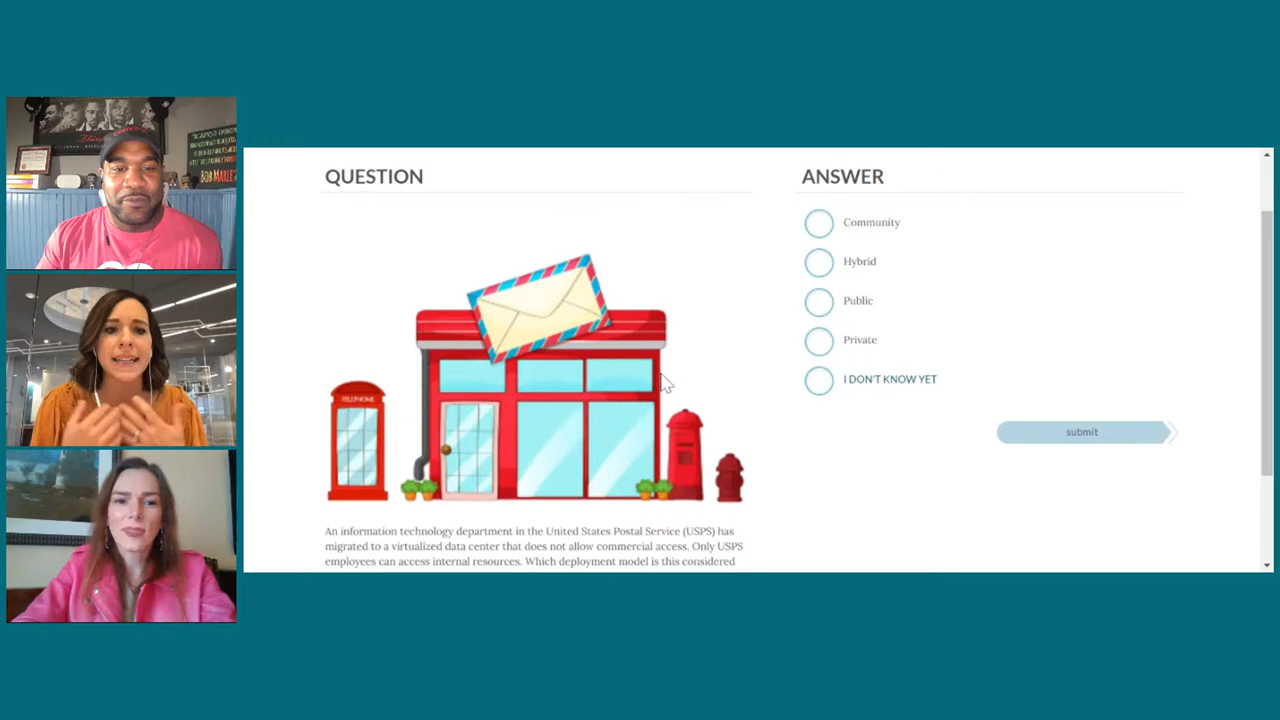 BOB MARLEY
QUESTION
ANSWER
Community
Hybrid
Public
Private
I DON'T KNOW YET
submit
TELEPHONE
An information technology department in the United States Postal Service (USPS) has
migrated to a virtualized data center that does not allow commercial access. Only USPS
employees can access internal resources. Which deployment model is this considered